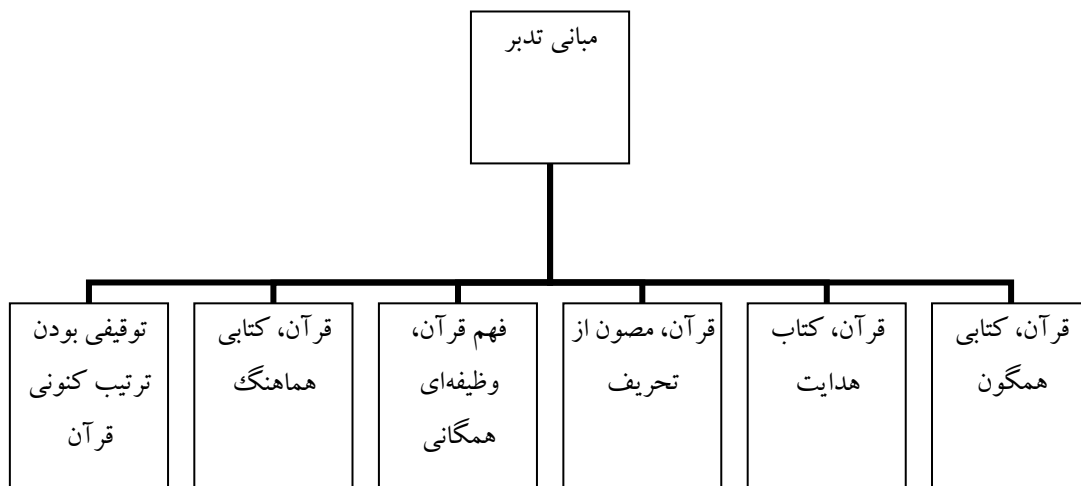 مبانی تدبر
قرآن، کتابی
همگون
قرآن، کتاب
هدایت
قرآن، مصون از
تحریف
فهم قرآن،
وظیفه‌ای
همگانی
قرآن، کتابی
هماهنگ
توقیفی بودن
ترتیب کنونی
قرآن